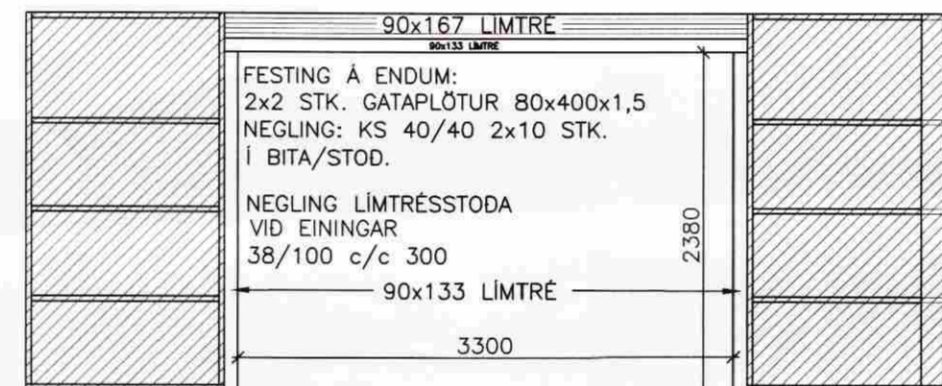 90x167 LÍMTRÉ
90x133 LÍMTRÉ
FESTING Á ENDUM:
2x2 STK. GATAPLÖTUR 80x400x1,5
NEGLING: KS 40/40 2x10 STK.
Í BITA/STOÐ.
NEGLING LÍMTRÉSSTOÐA
VIÐ EININGAR
38/100 c/c 300
2380
90x133 LÍMTRÉ
3300